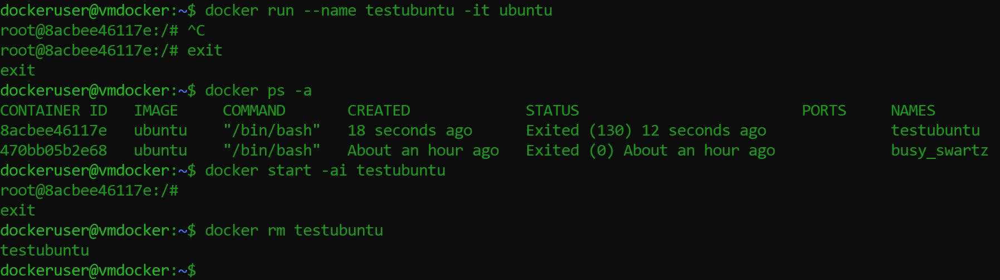 dockeruser@vmdocker:~$ docker run --name testubuntu -it ubuntu
root@8acbee46117e:/# ^C
root@8acbee46117e:/# exit
exit
dockeruser@vmdocker:~$ docker ps -a
CONTAINER ID   IMAGE     COMMAND       CREATED             STATUS                         PORTS     NAMES
8acbee46117e   ubuntu    "/bin/bash"   18 seconds ago      Exited (130) 12 seconds ago              testubuntu
470bb05b2e68   ubuntu    "/bin/bash"   About an hour ago   Exited (0) About an hour ago             busy_swartz
dockeruser@vmdocker:~$ docker start -ai testubuntu
root@8acbee46117e:/#
exit
dockeruser@vmdocker:~$ docker rm testubuntu
testubuntu
dockeruser@vmdocker:~$